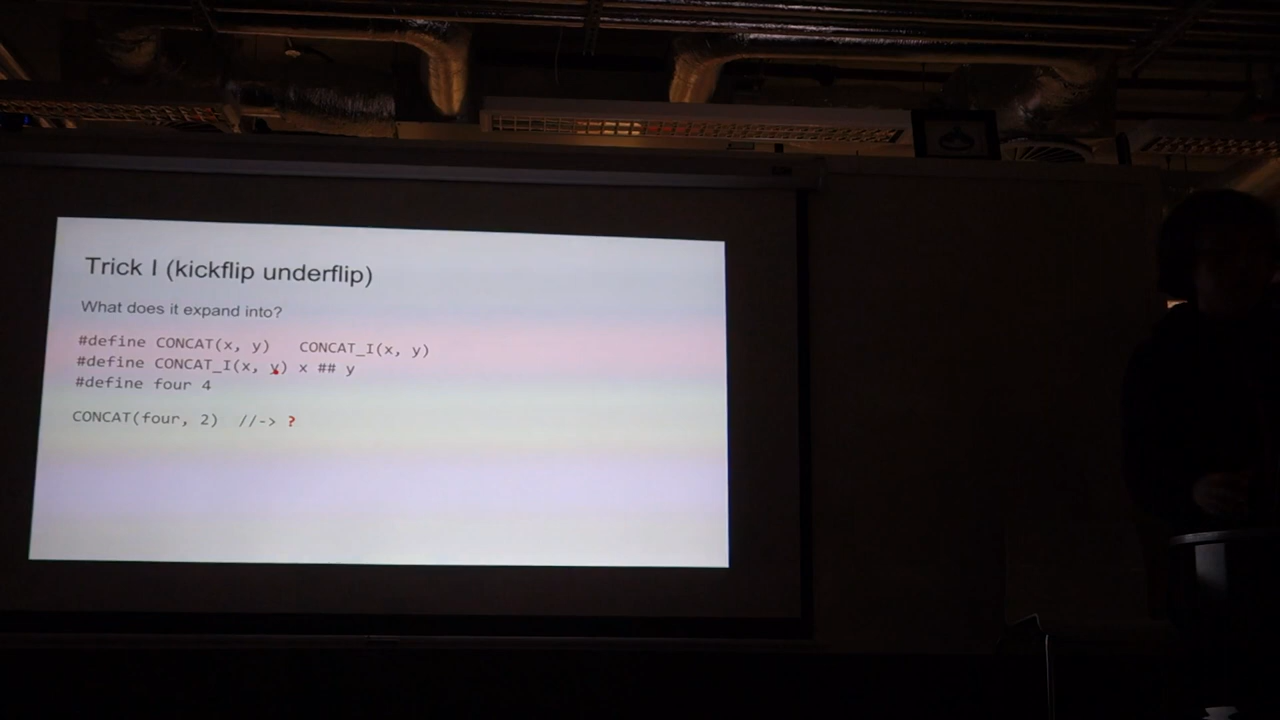 Trick I (kickflip underflip)
What does it expand into?
#define CONCAT(x, y)   CONCAT_I(x, y)
#define CONCAT_I(x, y) x ## y
#define four 4
CONCAT(four, 2)  //-> ?